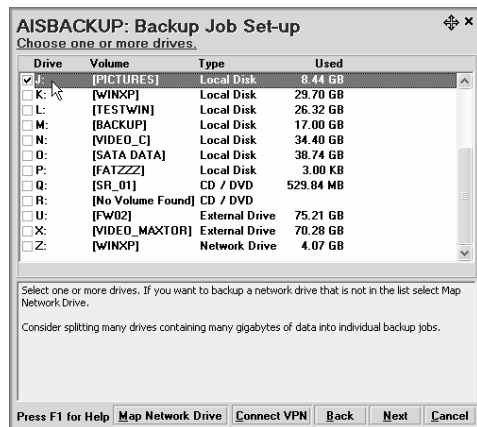 AISBACKUP: Backup Job Set-up
Choose one or more drives.
Drive Volume Type Used
J: [PICTURES] Local Disk 8.44 GB
K: [WINXP] Local Disk 29.70 GB
L: [TESTWIN] Local Disk 26.32 GB
M: [BACKUP] Local Disk 17.00 GB
N: [VIDEO_C] Local Disk 34.40 GB
O: [SATA DATA] Local Disk 38.74 GB
P: [FATZZZ] Local Disk 3.00 KB
Q: [SR_01] CD / DVD 529.84 MB
R: [No Volume Found] CD / DVD
U: [FW02] External Drive 75.21 GB
X: [VIDEO_MAXTOR] External Drive 70.28 GB
Z: [WINXP] Network Drive 4.07 GB
Select one or more drives. If you want to backup a network drive that is not in the list select Map
Network Drive.
Consider splitting many drives containing many gigabytes of data into individual backup jobs.
Press F1 for Help Map Network Drive Connect VPN Back Next Cancel